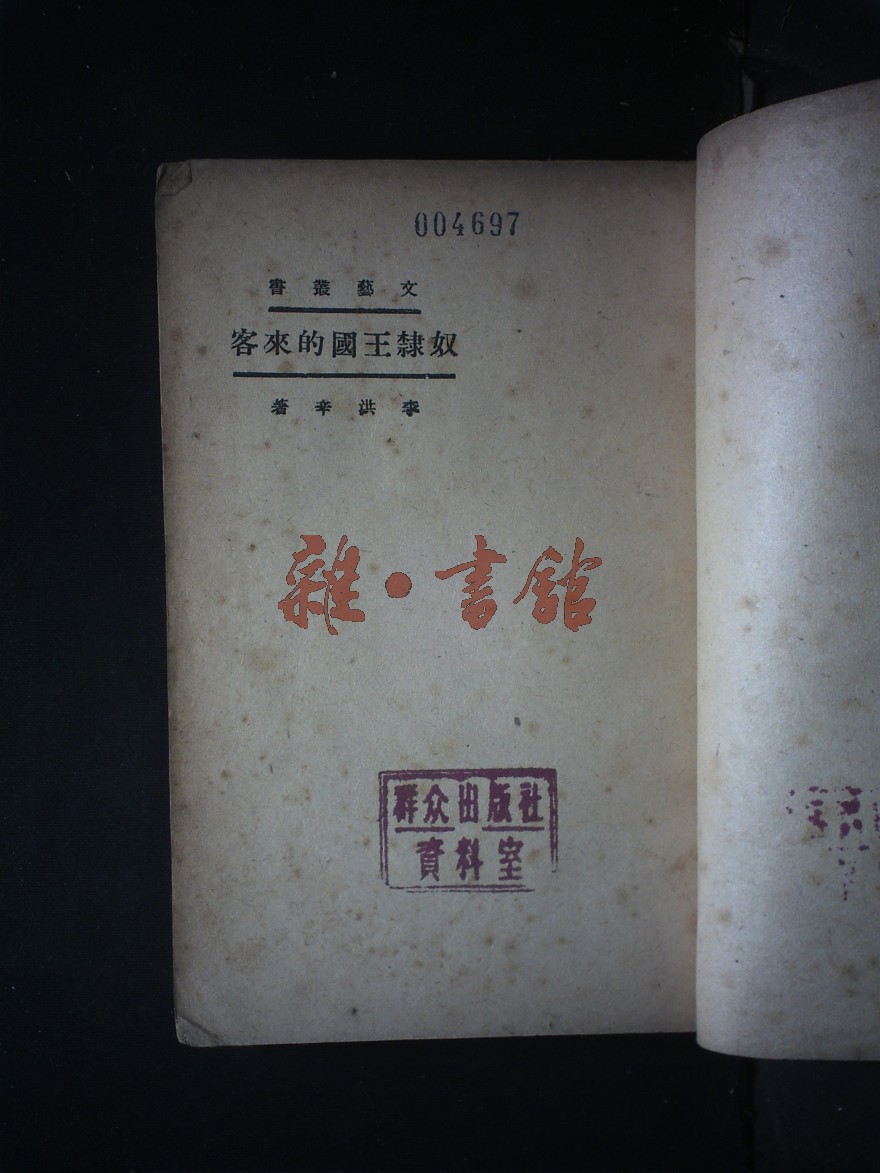 004697
文藝叢書
奴隸王國的來客
李洪辛著
雜·書館
群众出版社
資料室